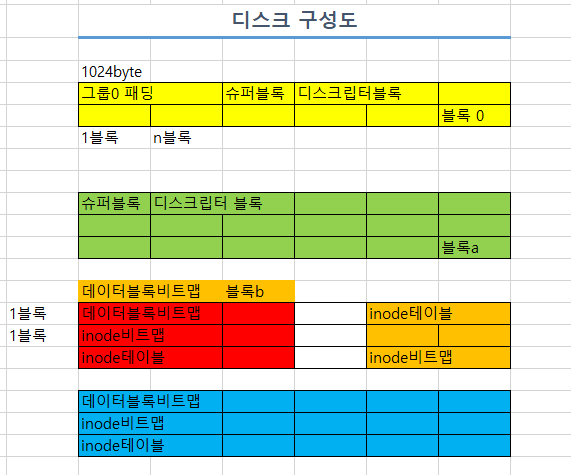 디스크 구성도
1024byte
그룹0 패딩 슈퍼블록 디스크립터블록
블록 0
1블록 n블록
슈퍼블록 디스크립터 블록
블록a
데이터블록비트맵 블록b
1블록 데이터블록비트맵 inode테이블
1블록 inode비트맵
inode테이블 inode비트맵
데이터블록비트맵
inode비트맵
inode테이블